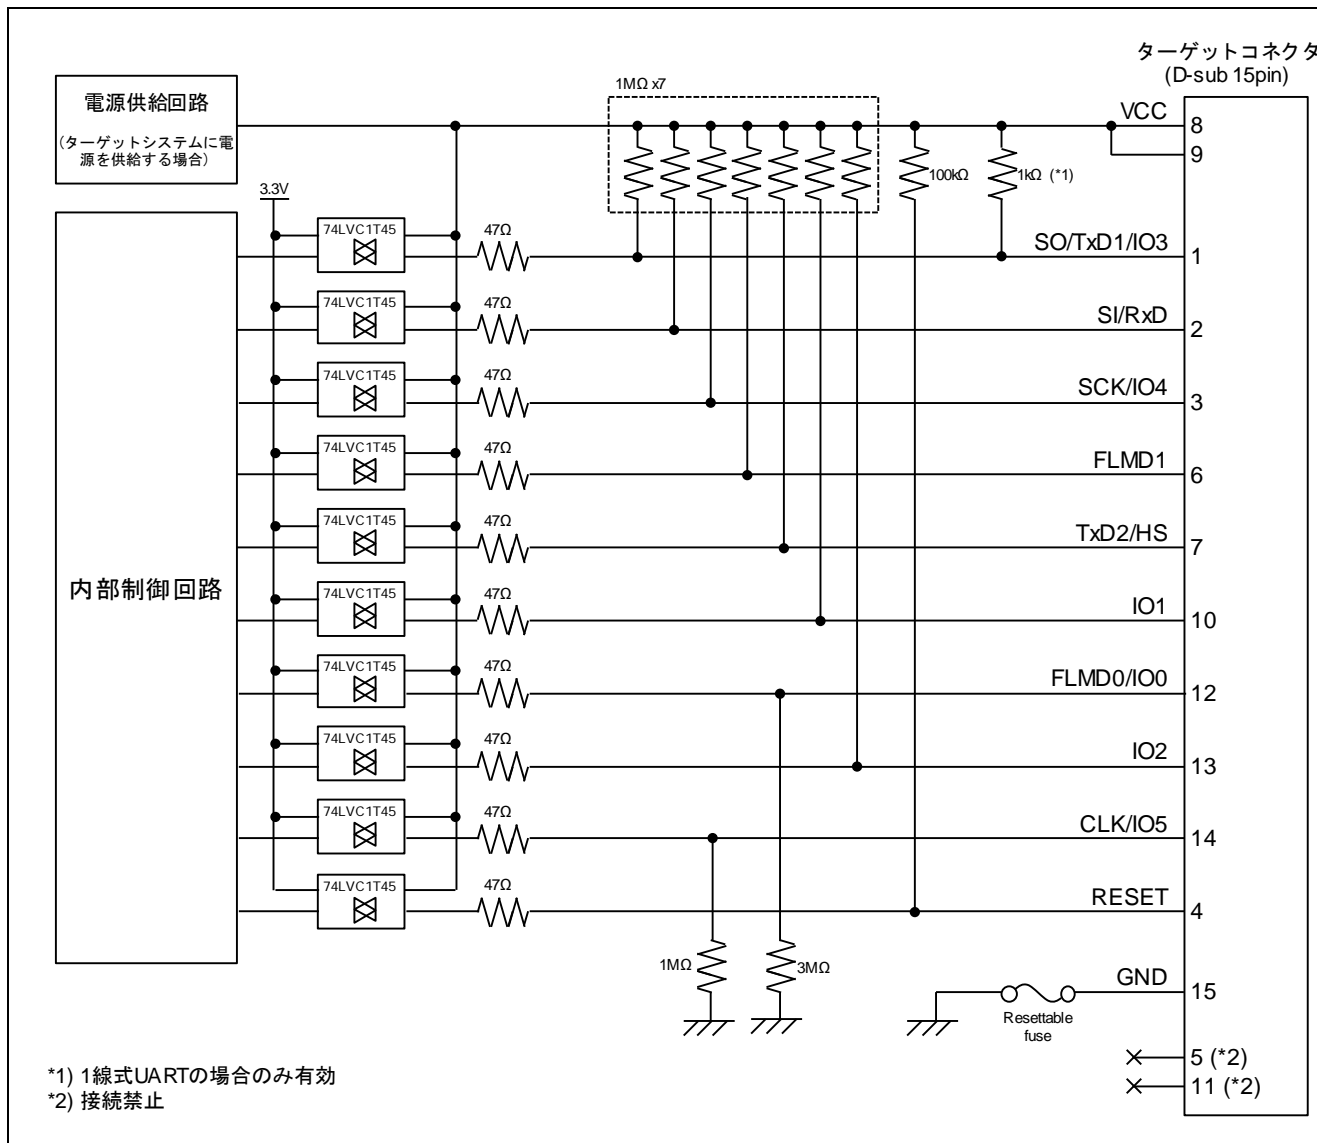 ターゲットコネクタ
(D-sub 15pin)
電源供給回路
(ターゲットシステムに電
源を供給する場合)
1MΩ x7
VCC
8
9
100kΩ
1kΩ (*1)
3.3V
内部制御回路
74LVC1T45
47Ω
SO/TxD1/IO3
1
74LVC1T45
47Ω
SI/RxD
2
74LVC1T45
47Ω
SCK/IO4
3
74LVC1T45
47Ω
FLMD1
6
74LVC1T45
47Ω
TxD2/HS
7
74LVC1T45
47Ω
IO1
10
74LVC1T45
47Ω
FLMD0/IO0
12
74LVC1T45
47Ω
IO2
13
74LVC1T45
47Ω
CLK/IO5
14
74LVC1T45
47Ω
RESET
4
1MΩ
3MΩ
GND
15
Resettable
fuse
5 (*2)
11 (*2)
*1) 1線式UARTの場合のみ有効
*2) 接続禁止